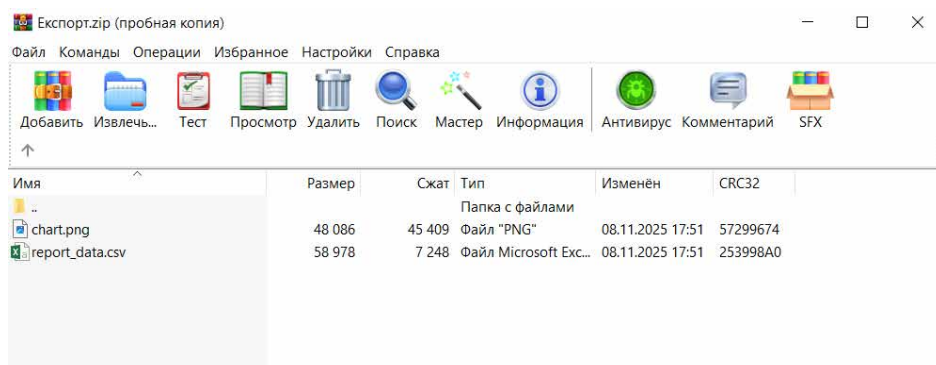 Експорт.zip (пробная копия)
Файл Команды Операции Избранное Настройки Справка
Добавить Извлечь... Тест Просмотр Удалить Поиск Мастер Информация Антивирус Комментарий SFX
Имя Размер Сжат Тип Изменён CRC32
.. Папка с файлами
chart.png 48 086 45 409 Файл "PNG" 08.11.2025 17:51 57299674
report_data.csv 58 978 7 248 Файл Microsoft Exc... 08.11.2025 17:51 253998A0